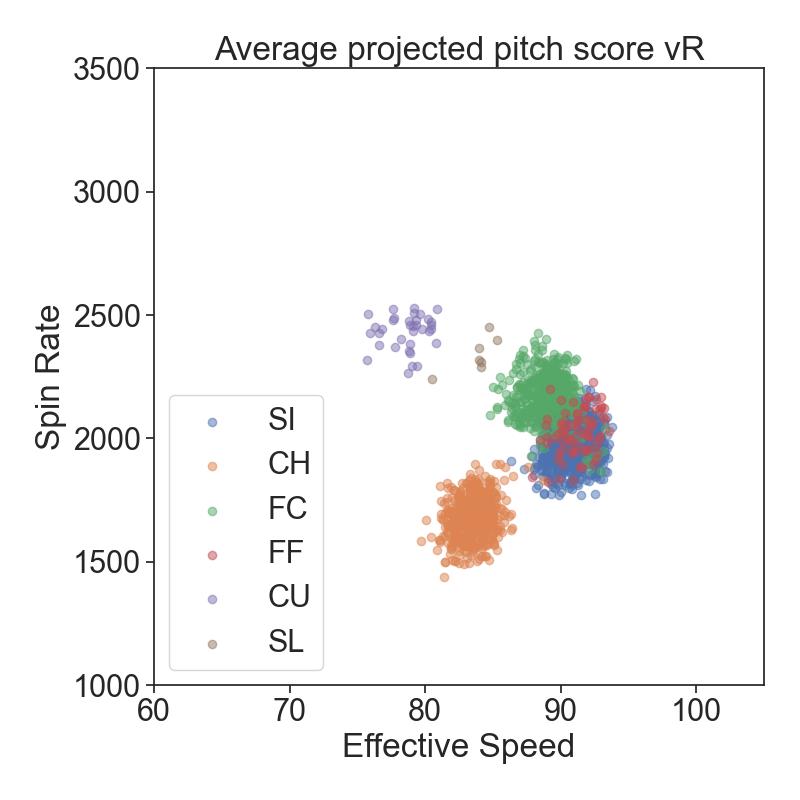 Average projected pitch score vR
3500
3000
2500
2000
1500
1000
Spin Rate
SI
CH
FC
FF
CU
SL
60 70 80 90 100
Effective Speed